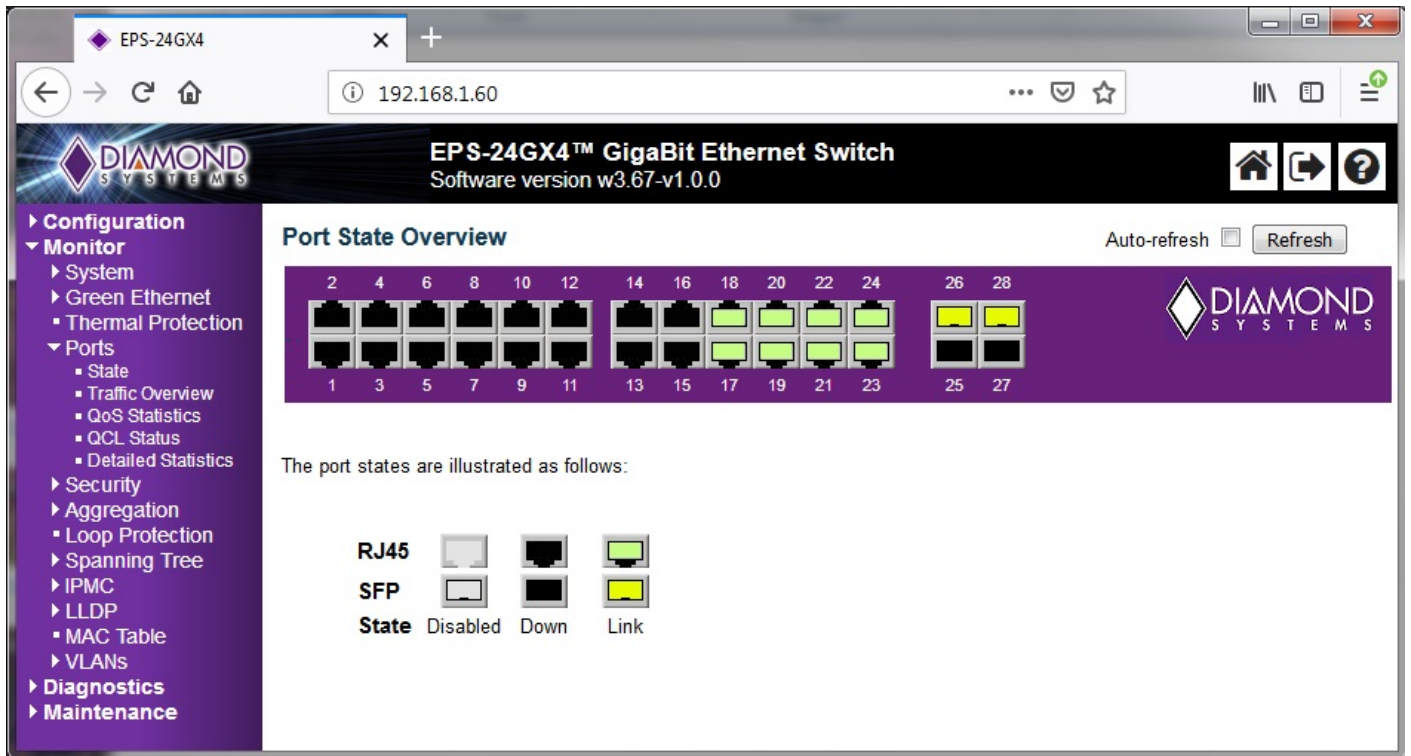 EPS-24GX4
192.168.1.60
DIAMOND
SYSTEMS
EPS-24GX4™ GigaBit Ethernet Switch
Software version w3.67-v1.0.0
Configuration
Monitor
System
Green Ethernet
Thermal Protection
Ports
State
Traffic Overview
QoS Statistics
QCL Status
Detailed Statistics
Security
Aggregation
Loop Protection
Spanning Tree
IPMC
LLDP
MAC Table
VLANs
Diagnostics
Maintenance
Port State Overview
Auto-refresh Refresh
2 4 6 8 10 12 14 16 18 20 22 24 26 28
DIAMOND
SYSTEMS
1 3 5 7 9 11 13 15 17 19 21 23 25 27
The port states are illustrated as follows:
RJ45
SFP
State Disabled Down Link